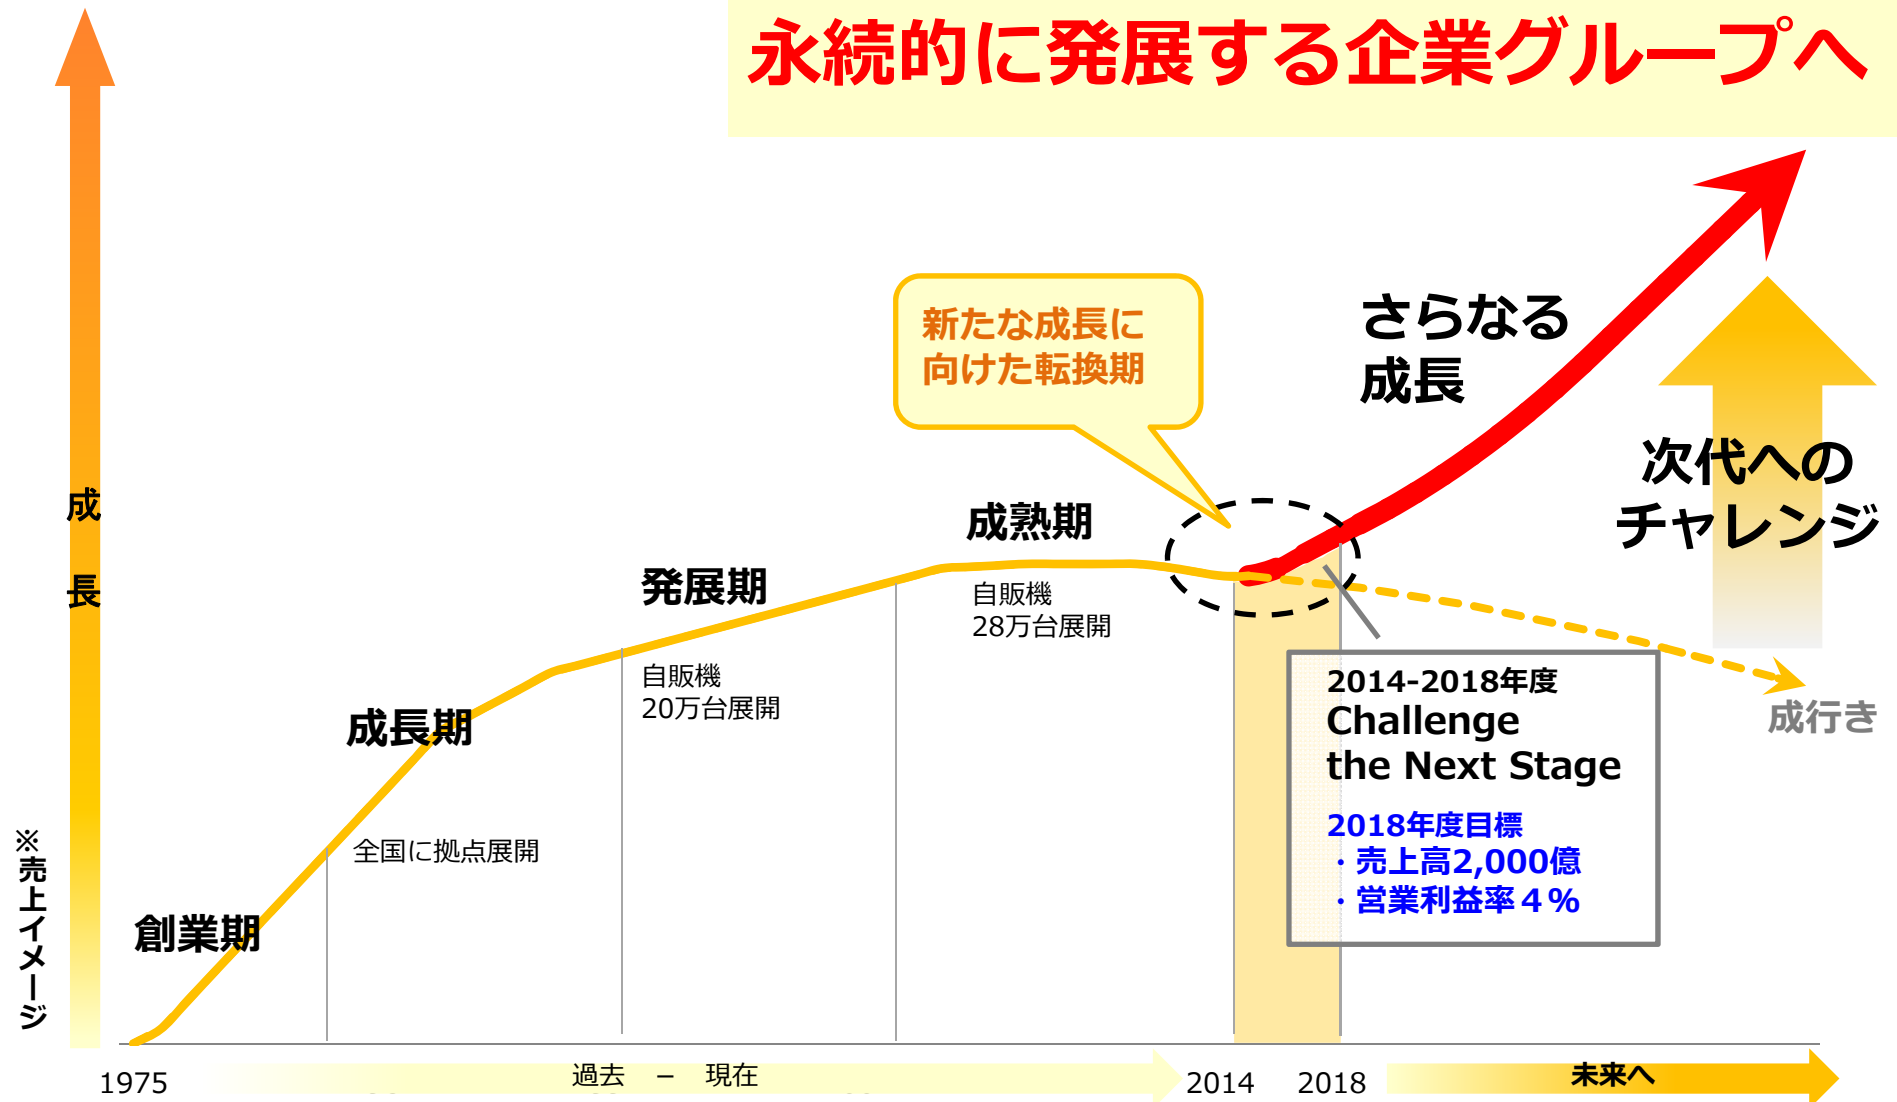 永続的に発展する企業グループへ
新たな成長に
向けた転換期
さらなる
成長
次代への
チャレンジ
成長
成熟期
発展期
自販機
28万台展開
自販機
20万台展開
成長期
2014-2018年度
Challenge
the Next Stage
成行き
2018年度目標
・売上高2,000億
・営業利益率４％
※売上イメージ
全国に拠点展開
創業期
過去 － 現在
未来へ
1975
2014
2018